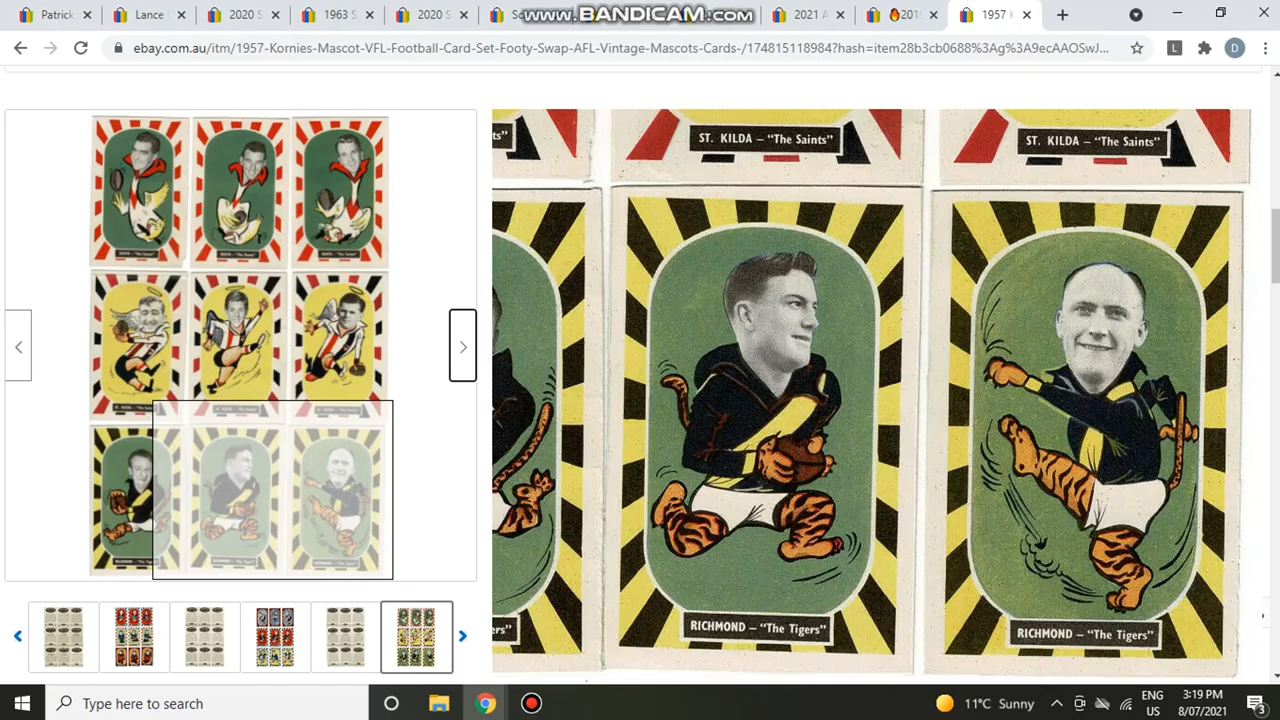 Patrick
Lance
2020 S
1963 S
2020 S
www.BANDICAM.com
2021 A
1957
ebay.com.au/itm/1957-Kornies-Mascot-VFL-Football-Card-Set-Footy-Swap-AFL-Vintage-Mascots-Cards-/174815118984?hash=item28b3cb0688%3Ag%3A9ecAAOSwJ...
L
D
ts"
ST. KILDA – "The Saints"
ST. KILDA – "The Saints"
RICHMOND – "The Tigers"
RICHMOND – "The Tigers"
Type here to search
11°C Sunny
ENG
US
3:19 PM
8/07/2021
3